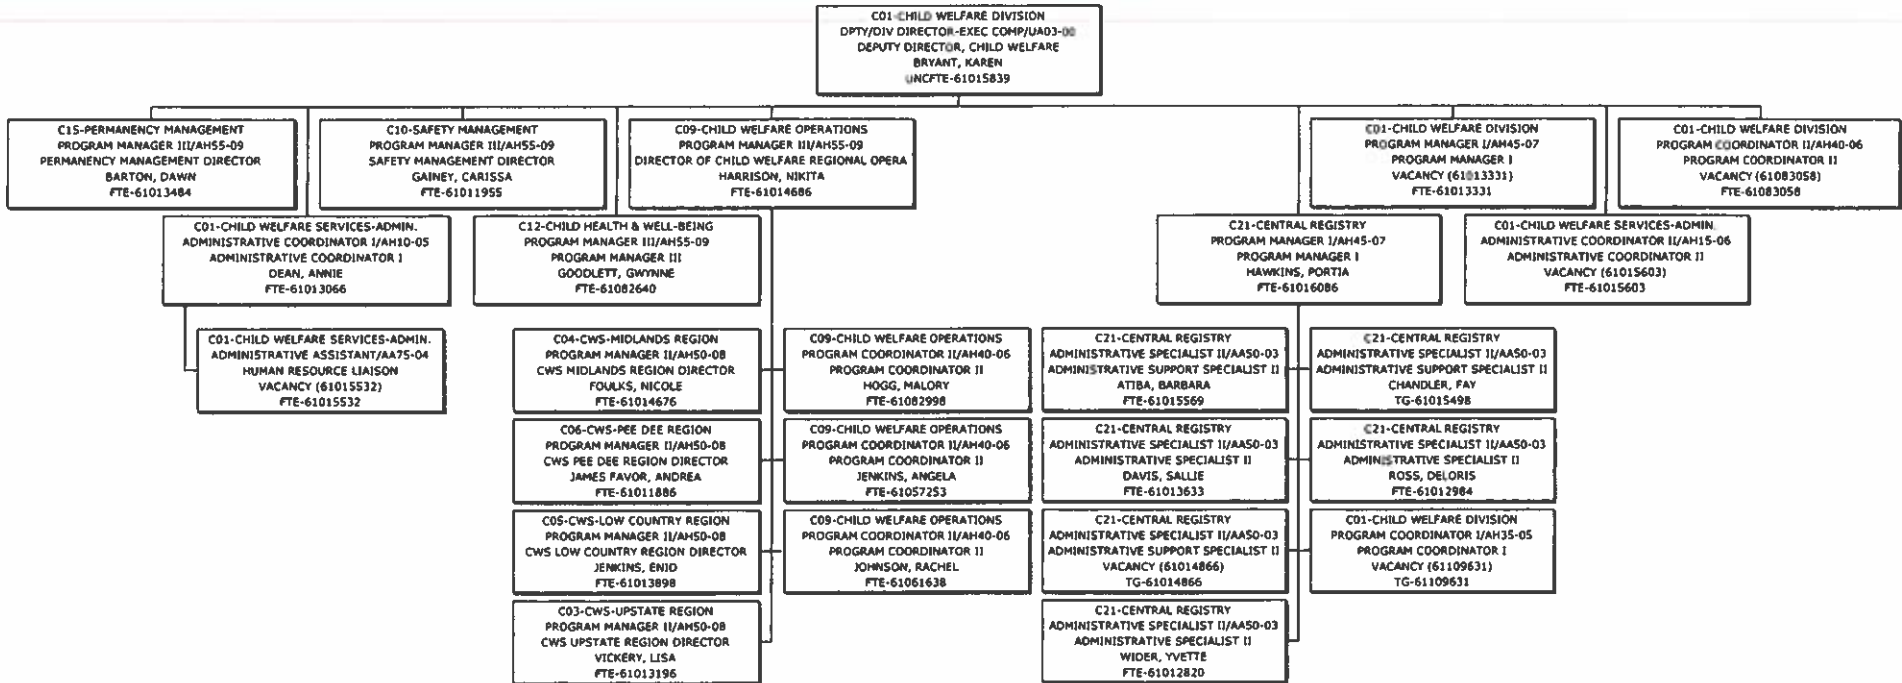 C01-CHILD WELFARE DIVISION
DPTY/DIV DIRECTOR-EXEC COMP/UA03-00
DEPUTY DIRECTOR, CHILD WELFARE
BRYANT, KAREN
UNCFTE-61015839
C15-PERMANENCY MANAGEMENT
PROGRAM MANAGER III/AH55-09
PERMANENCY MANAGEMENT DIRECTOR
BARTON, DAWN
FTE-61013484
C10-SAFETY MANAGEMENT
PROGRAM MANAGER III/AH55-09
SAFETY MANAGEMENT DIRECTOR
GAINEY, CARISSA
FTE-61011955
C09-CHILD WELFARE OPERATIONS
PROGRAM MANAGER III/AH55-09
DIRECTOR OF CHILD WELFARE REGIONAL OPERA
HARRISON, NIKITA
FTE-61014686
C01-CHILD WELFARE DIVISION
PROGRAM MANAGER I/AH45-07
PROGRAM MANAGER I
VACANCY (61013331)
FTE-61013331
C01-CHILD WELFARE DIVISION
PROGRAM COORDINATOR II/AH40-06
PROGRAM COORDINATOR II
VACANCY (61083058)
FTE-61083058
C01-CHILD WELFARE SERVICES-ADMIN.
ADMINISTRATIVE COORDINATOR I/AH10-05
ADMINISTRATIVE COORDINATOR I
DEAN, ANNIE
FTE-61013066
C12-CHILD HEALTH & WELL-BEING
PROGRAM MANAGER III/AH55-09
PROGRAM MANAGER III
GOODLETT, GWYNNE
FTE-61082640
C21-CENTRAL REGISTRY
PROGRAM MANAGER I/AH45-07
PROGRAM MANAGER I
HAWKINS, PORTIA
FTE-61016086
C01-CHILD WELFARE SERVICES-ADMIN.
ADMINISTRATIVE COORDINATOR II/AH15-06
ADMINISTRATIVE COORDINATOR II
VACANCY (61015603)
FTE-61015603
C01-CHILD WELFARE SERVICES-ADMIN.
ADMINISTRATIVE ASSISTANT/AA75-04
HUMAN RESOURCE LIAISON
VACANCY (61015532)
FTE-61015532
C04-CWS-MIDLANDS REGION
PROGRAM MANAGER II/AH50-08
CWS MIDLANDS REGION DIRECTOR
FOULKS, NICOLE
FTE-61014676
C09-CHILD WELFARE OPERATIONS
PROGRAM COORDINATOR II/AH40-06
PROGRAM COORDINATOR II
HOGG, MALORY
FTE-61082998
C21-CENTRAL REGISTRY
ADMINISTRATIVE SPECIALIST II/AA50-03
ADMINISTRATIVE SUPPORT SPECIALIST II
ATIBA, BARBARA
FTE-61015569
C21-CENTRAL REGISTRY
ADMINISTRATIVE SPECIALIST II/AA50-03
ADMINISTRATIVE SUPPORT SPECIALIST II
CHANDLER, FAY
TG-61015498
C06-CWS-PEE DEE REGION
PROGRAM MANAGER II/AH50-08
CWS PEE DEE REGION DIRECTOR
JAMES FAVOR, ANDREA
FTE-61011886
C09-CHILD WELFARE OPERATIONS
PROGRAM COORDINATOR II/AH40-06
PROGRAM COORDINATOR II
JENKINS, ANGELA
FTE-61057253
C21-CENTRAL REGISTRY
ADMINISTRATIVE SPECIALIST II/AA50-03
ADMINISTRATIVE SPECIALIST II
DAVIS, SALLIE
FTE-61013633
C21-CENTRAL REGISTRY
ADMINISTRATIVE SPECIALIST II/AA50-03
ADMINISTRATIVE SPECIALIST II
ROSS, DELORIS
FTE-61012984
C05-CWS-LOW COUNTRY REGION
PROGRAM MANAGER II/AH50-08
CWS LOW COUNTRY REGION DIRECTOR
JENKINS, ENID
FTE-61013898
C09-CHILD WELFARE OPERATIONS
PROGRAM COORDINATOR II/AH40-06
PROGRAM COORDINATOR II
JOHNSON, RACHEL
FTE-61061638
C21-CENTRAL REGISTRY
ADMINISTRATIVE SPECIALIST II/AA50-03
ADMINISTRATIVE SUPPORT SPECIALIST II
VACANCY (61014866)
TG-61014866
C01-CHILD WELFARE DIVISION
PROGRAM COORDINATOR I/AH35-05
PROGRAM COORDINATOR I
VACANCY (61109631)
TG-61109631
C03-CWS-UPSTATE REGION
PROGRAM MANAGER II/AH50-08
CWS UPSTATE REGION DIRECTOR
VICKERY, LISA
FTE-61013196
C21-CENTRAL REGISTRY
ADMINISTRATIVE SPECIALIST II/AA50-03
ADMINISTRATIVE SPECIALIST II
WIDER, YVETTE
FTE-61012820